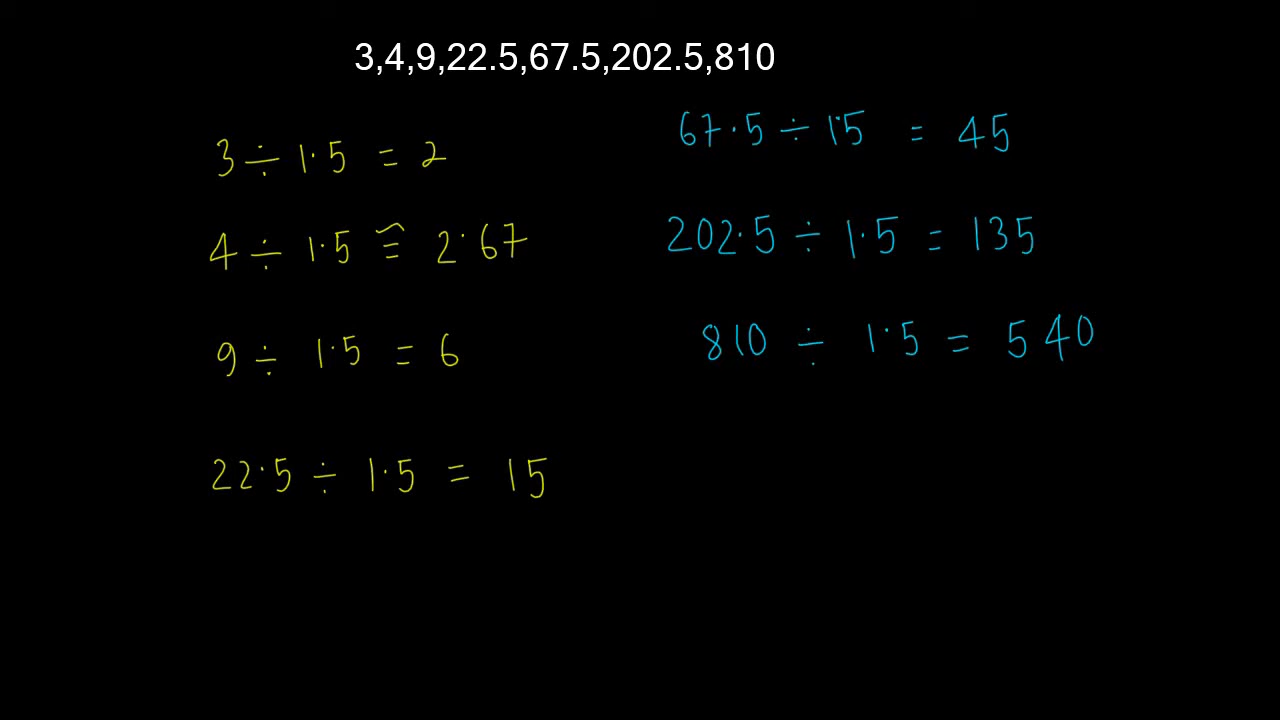 3,4,9,22.5,67.5,202.5,810
3 ÷ 1.5 = 2
4 ÷ 1.5 ≅ 2.67
9 ÷ 1.5 = 6
22.5 ÷ 1.5 = 15
67.5 ÷ 1.5 = 45
202.5 ÷ 1.5 = 135
810 ÷ 1.5 = 540